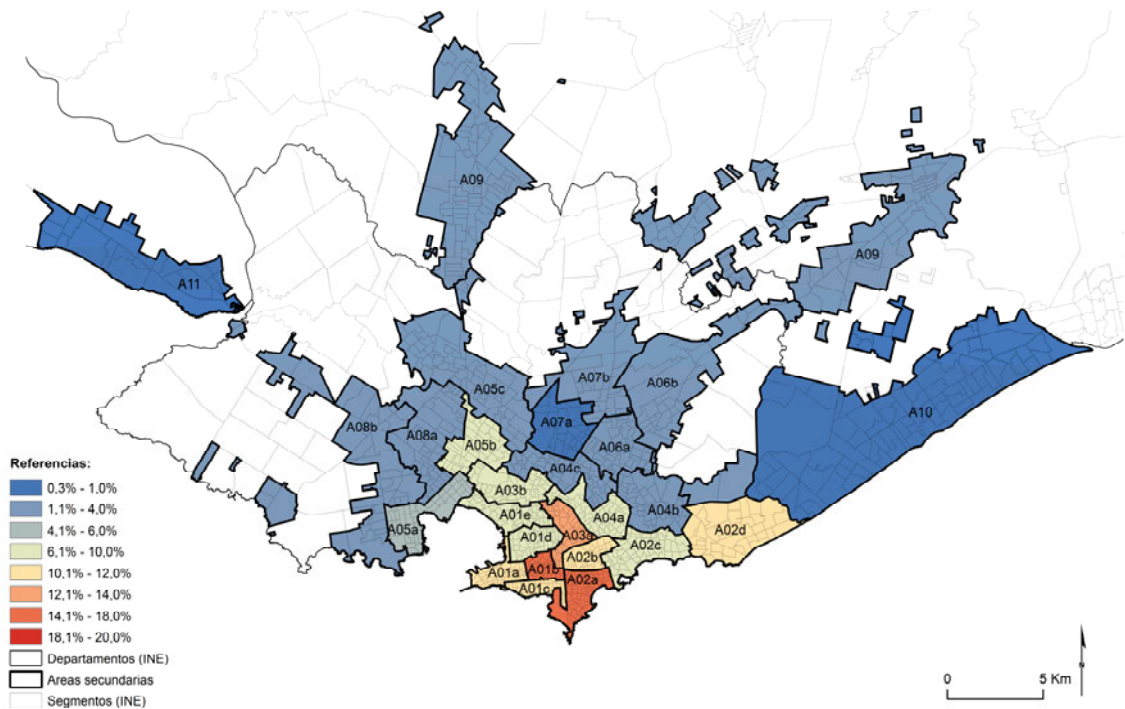 A09
A09
A11
A07b
A06b
A05c
A10
A07a
A08b
A08a
A05b
A06a
A04c
A03b
A01e
A04a
A04b
A05a
A01d
A03a
A02c
A02d
A02b
A01a
A01b
A02a
A01c
Referencias:
0,3% - 1,0%
1,1% - 4,0%
4,1% - 6,0%
6,1% - 10,0%
10,1% - 12,0%
12,1% - 14,0%
14,1% - 18,0%
18,1% - 20,0%
Departamentos (INE)
Areas secundarias
Segmentos (INE)
0 5 Km